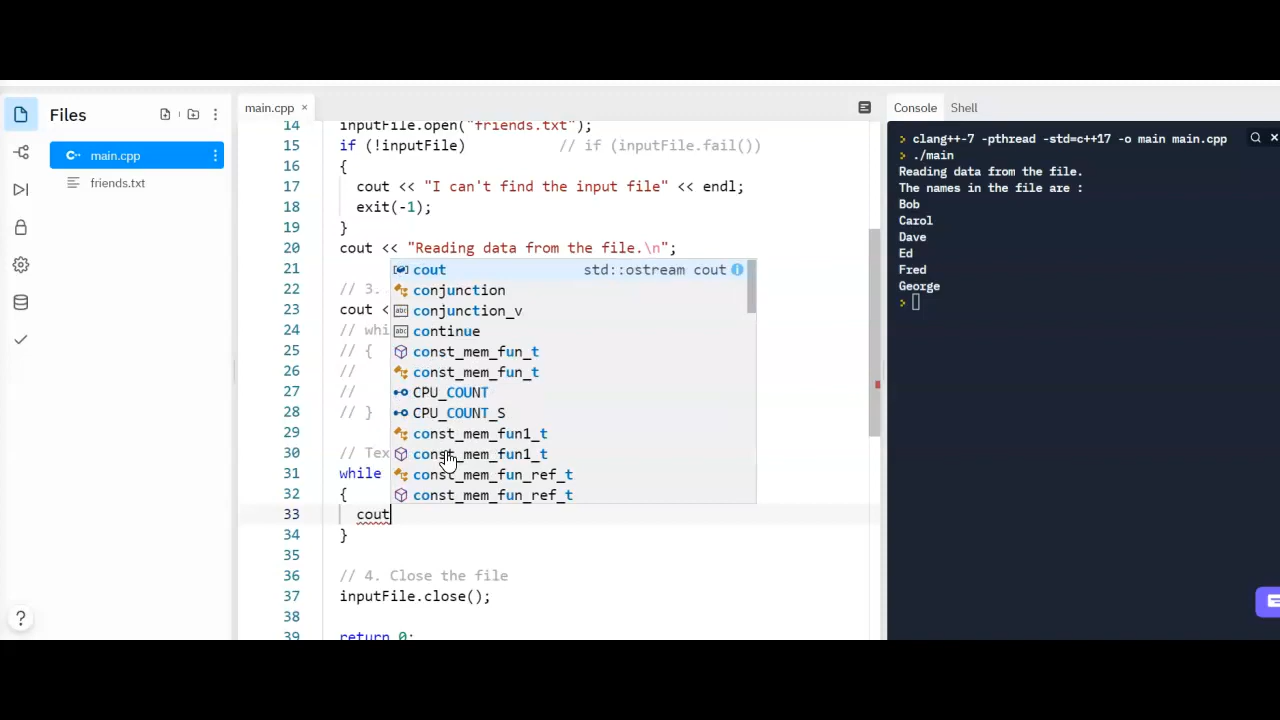 Files
main.cpp
friends.txt
main.cpp ×
14 inputFile.open("friends.txt");
15 if (!inputFile) // if (inputFile.fail())
16 {
17 cout << "I can't find the input file" << endl;
18 exit(-1);
19 }
20 cout << "Reading data from the file.\n";
21
22 // 3.
23 cout <
24 // whi
25 // {
26 //
27 //
28 // }
29
30 // Tex
31 while
32 {
33 cout
34 }
35
36 // 4. Close the file
37 inputFile.close();
38
39 return 0;
cout std::ostream cout
conjunction
abc conjunction_v
abc continue
const_mem_fun_t
const_mem_fun_t
CPU_COUNT
CPU_COUNT_S
const_mem_fun1_t
const_mem_fun1_t
const_mem_fun_ref_t
const_mem_fun_ref_t
Console Shell
> clang++-7 -pthread -std=c++17 -o main main.cpp
> ./main
Reading data from the file.
The names in the file are :
Bob
Carol
Dave
Ed
Fred
George
>
?